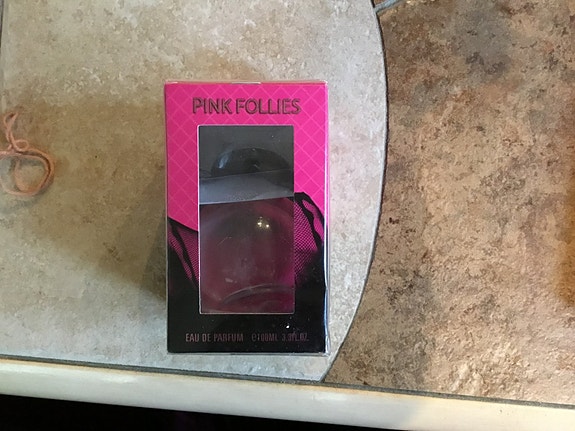 PINK FOLLIES
EAU DE PARFUM ℮100ML 3.3FL.OZ